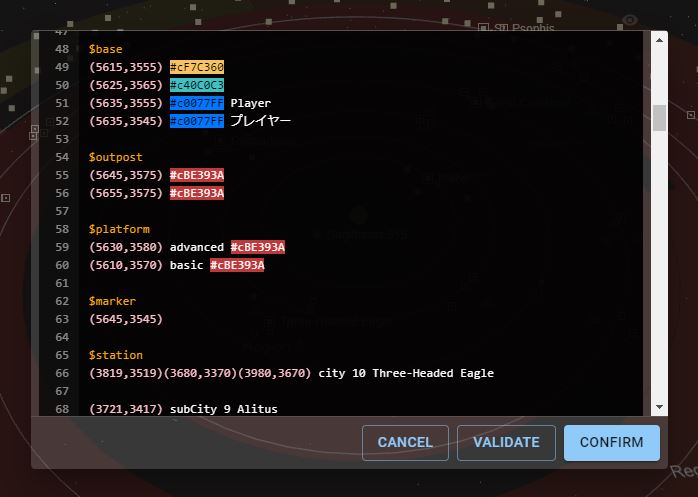 Psophis
47
48 $base
49 (5615,3555) #cF7C360
50 (5625,3565) #c40C0C3
51 (5635,3555) #c0077FF Player
52 (5635,3545) #c0077FF プレイヤー
53
54 $outpost
55 (5645,3575) #cBE393A
56 (5655,3575) #cBE393A
57
58 $platform
59 (5630,3580) advanced #cBE393A
60 (5610,3570) basic #cBE393A
61
62 $marker
63 (5645,3545)
64
65 $station
66 (3819,3519)(3680,3370)(3980,3670) city 10 Three-Headed Eagle
67
68 (3721,3417) subCity 9 Alitus
CANCEL VALIDATE CONFIRM